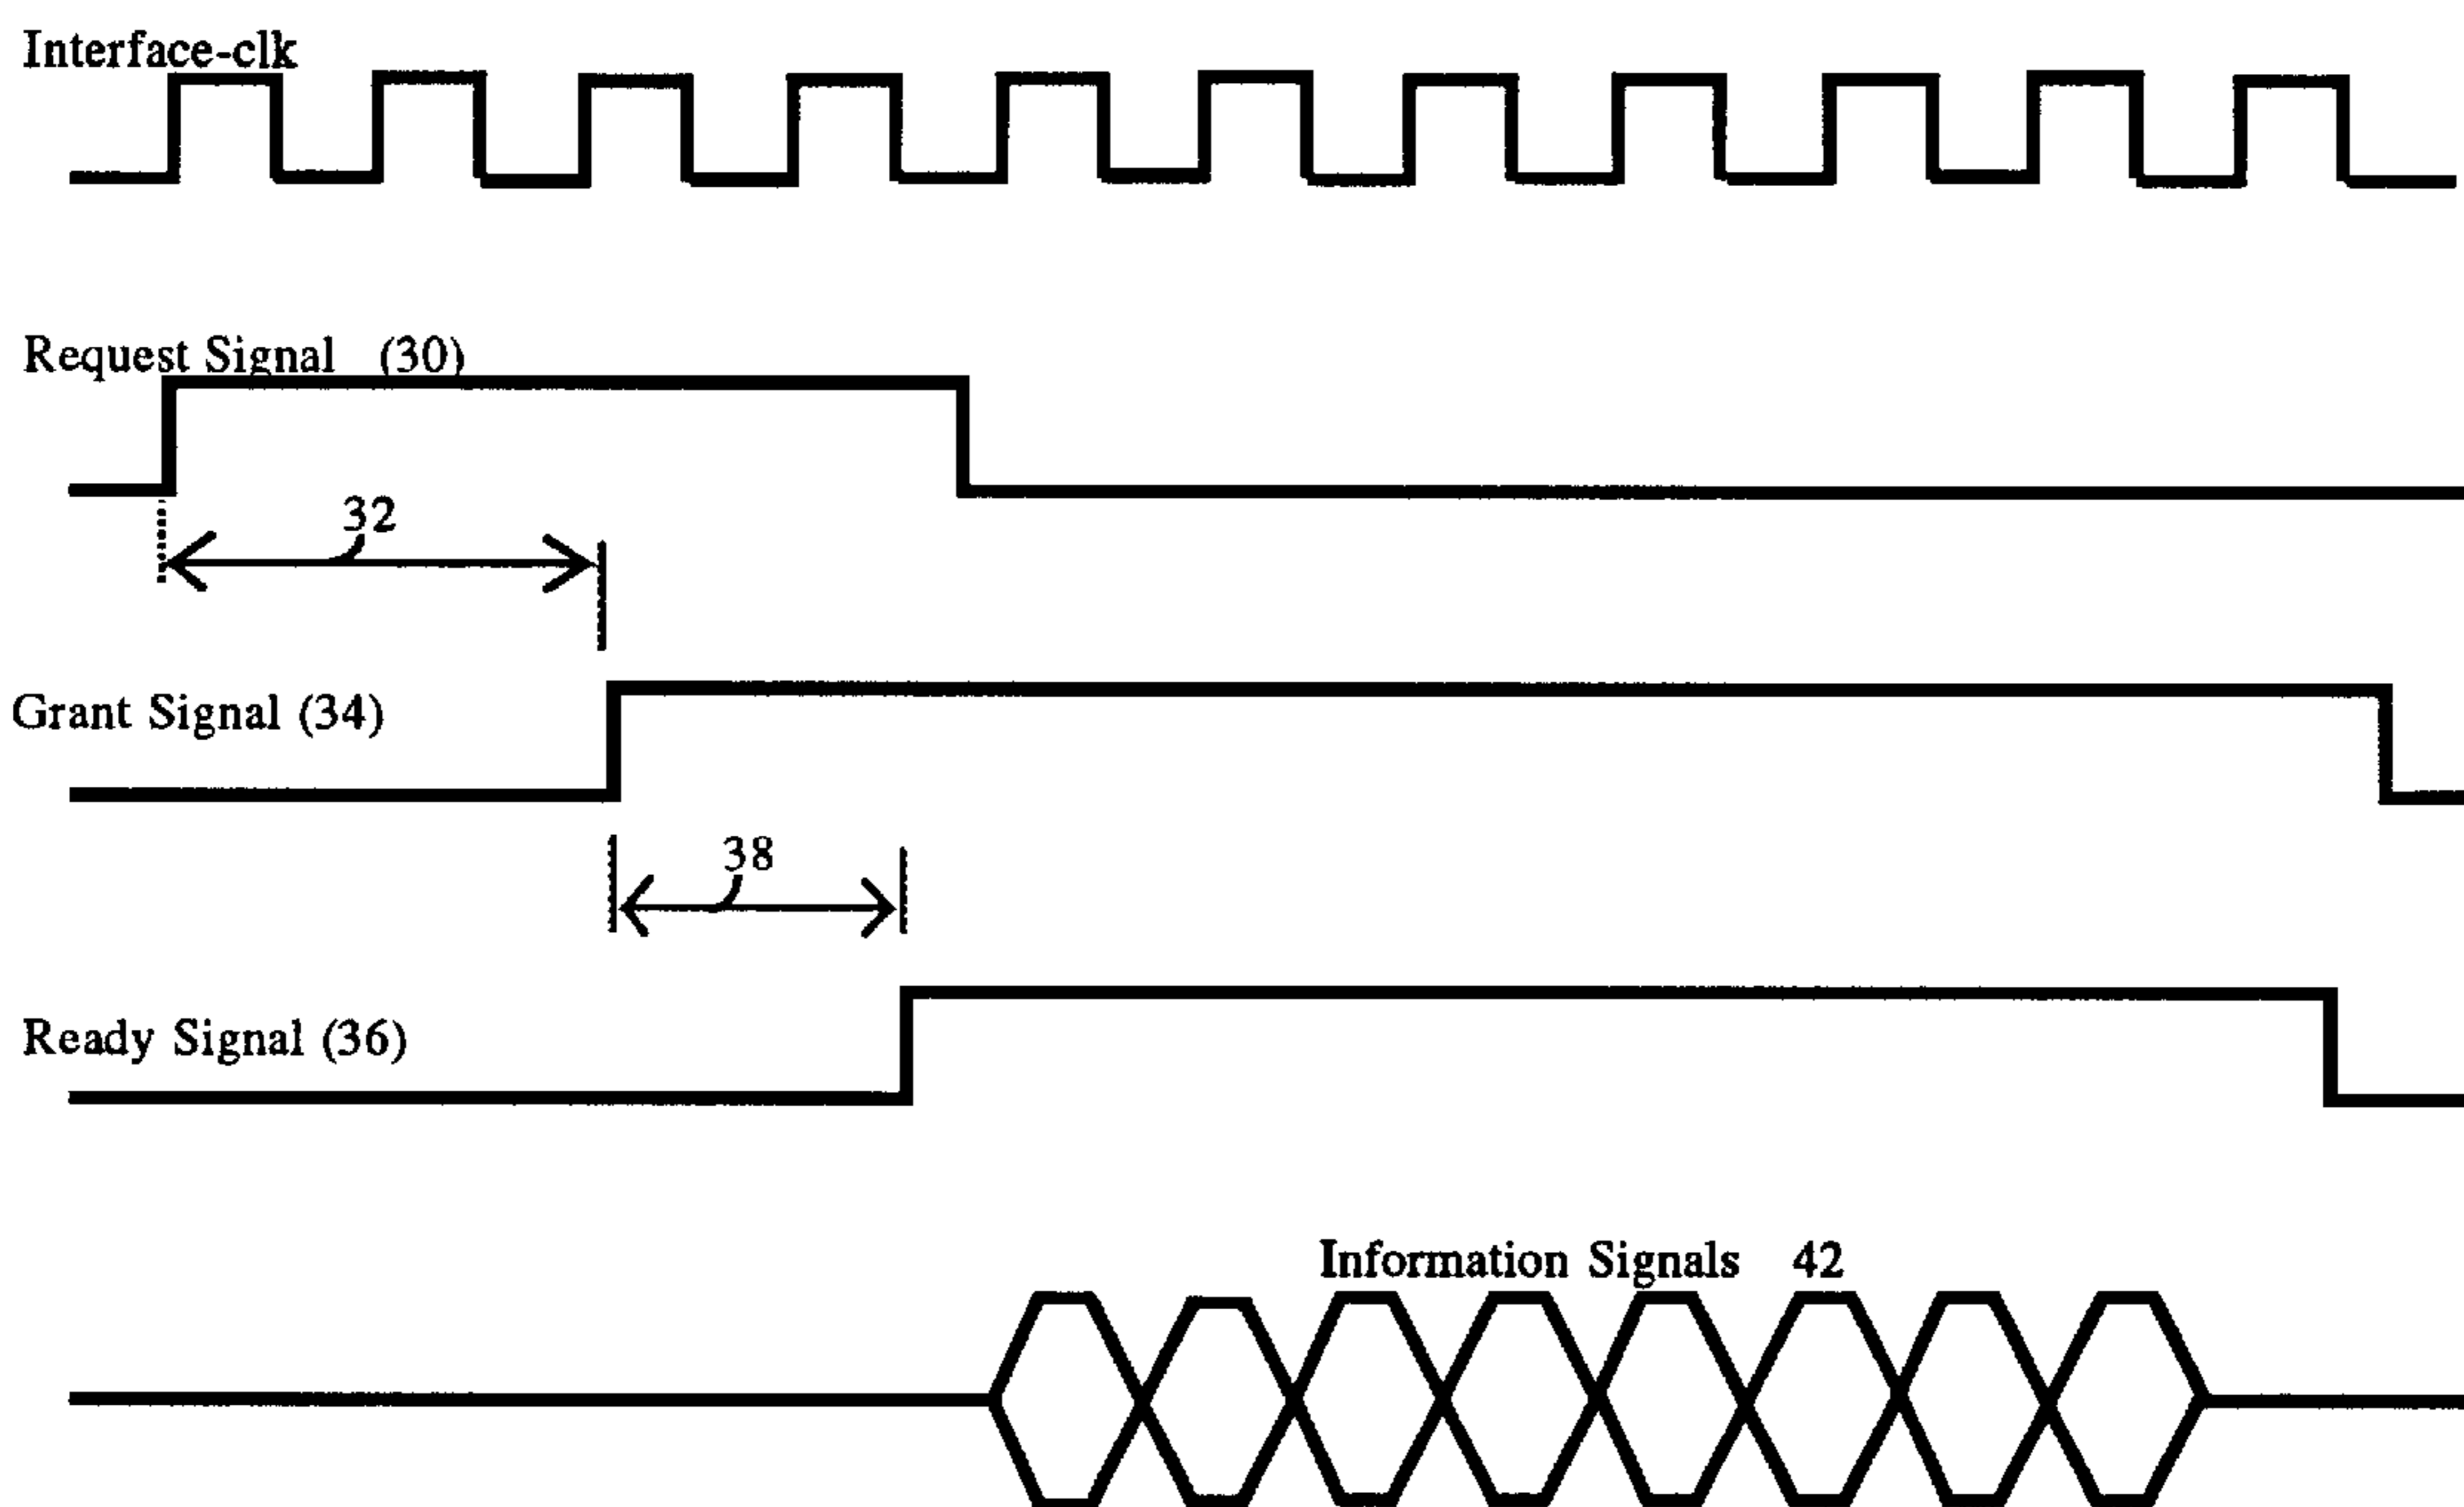 Interface-clk
Request Signal (30)
32
Grant Signal (34)
38
Ready Signal (36)
Information Signals 42